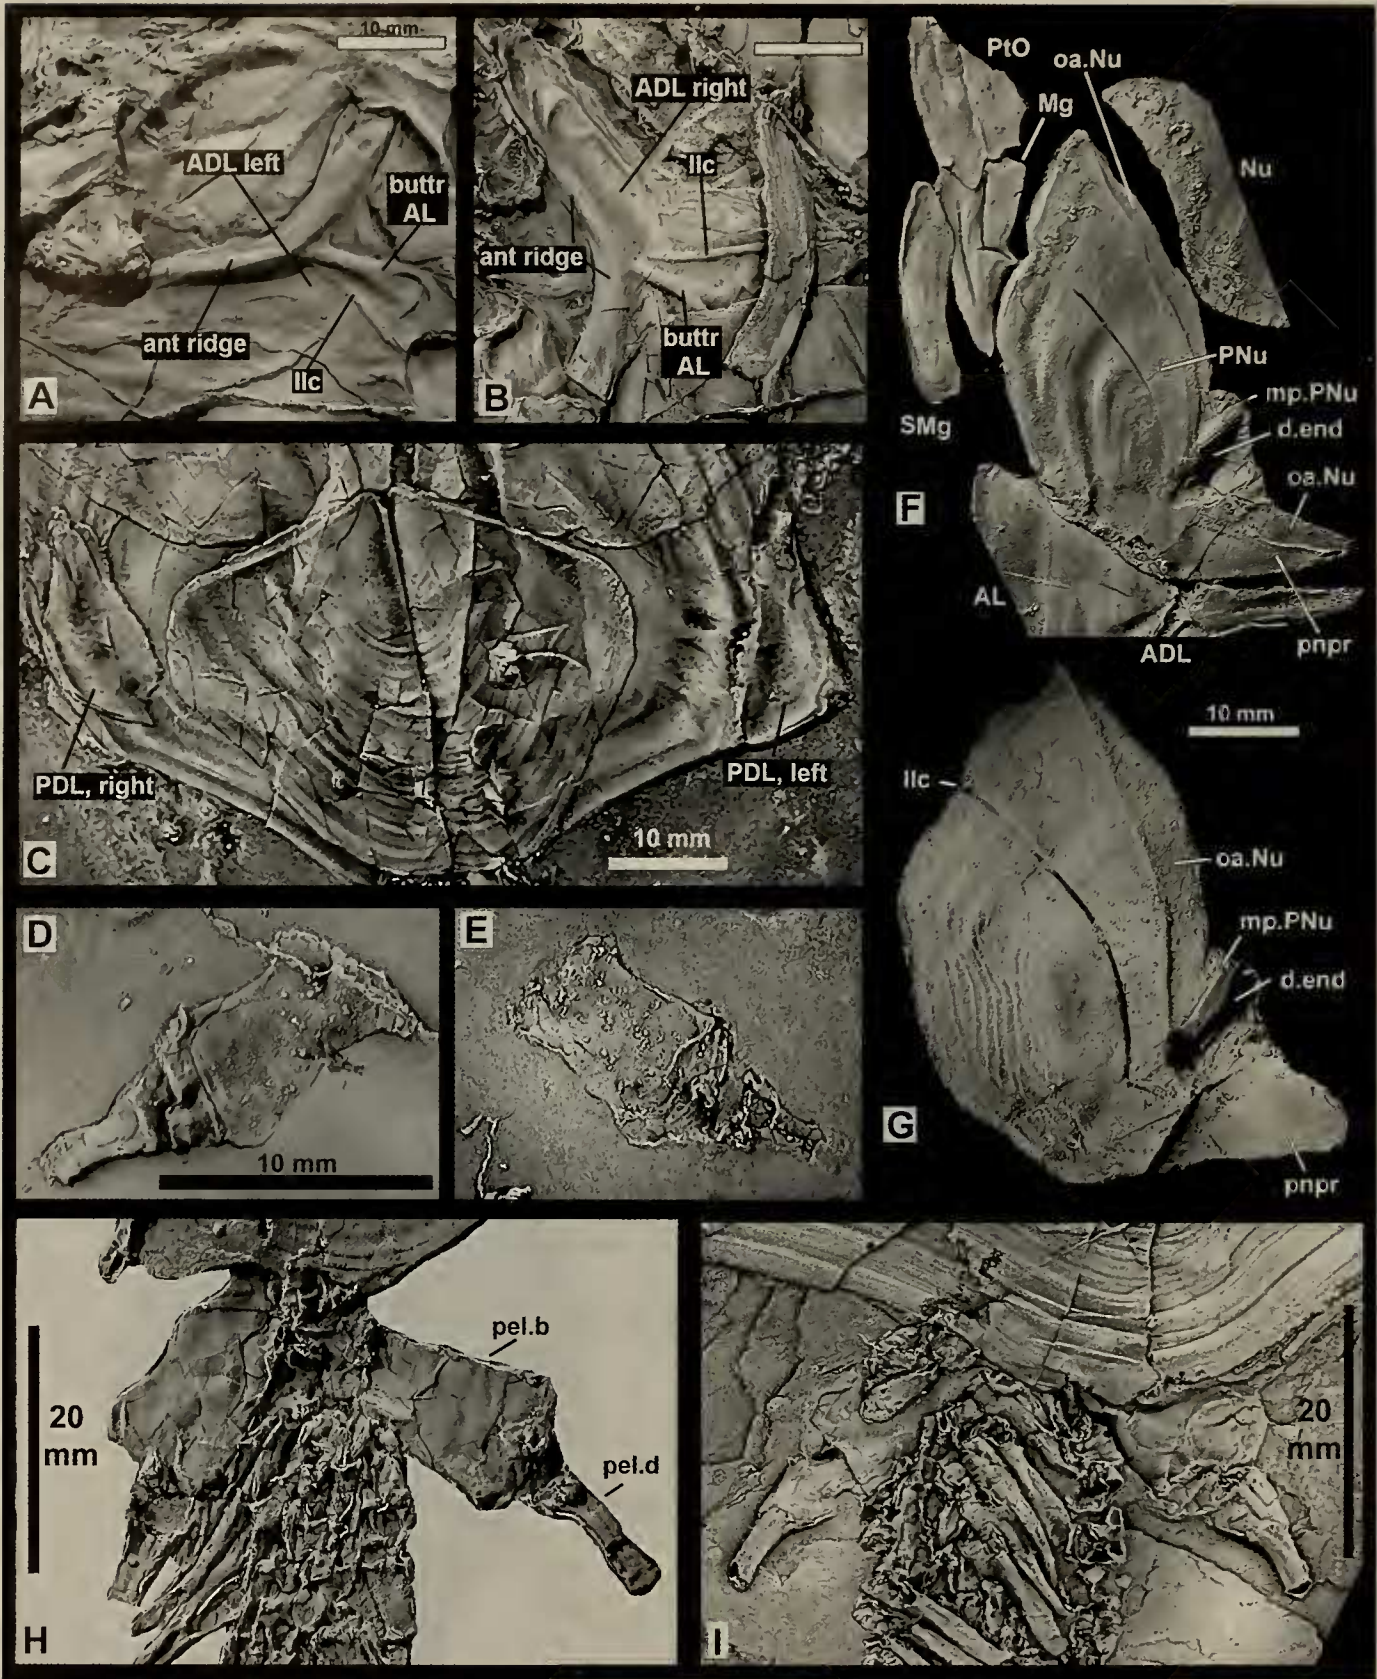 10 mm
ADL left
buttr
AL
ant ridge
llc
A
ADL right
llc
ant ridge
buttr
AL
B
PtO
oa.Nu
Mg
Nu
PNu
mp.PNu
d.end
SMg
oa.Nu
F
AL
pnpr
ADL
PDL, right
PDL, left
10 mm
C
10 mm
llc
oa.Nu
mp.PNu
d.end
G
pnpr
D
10 mm
E
pel.b
20
mm
pel.d
H
20
mm
I